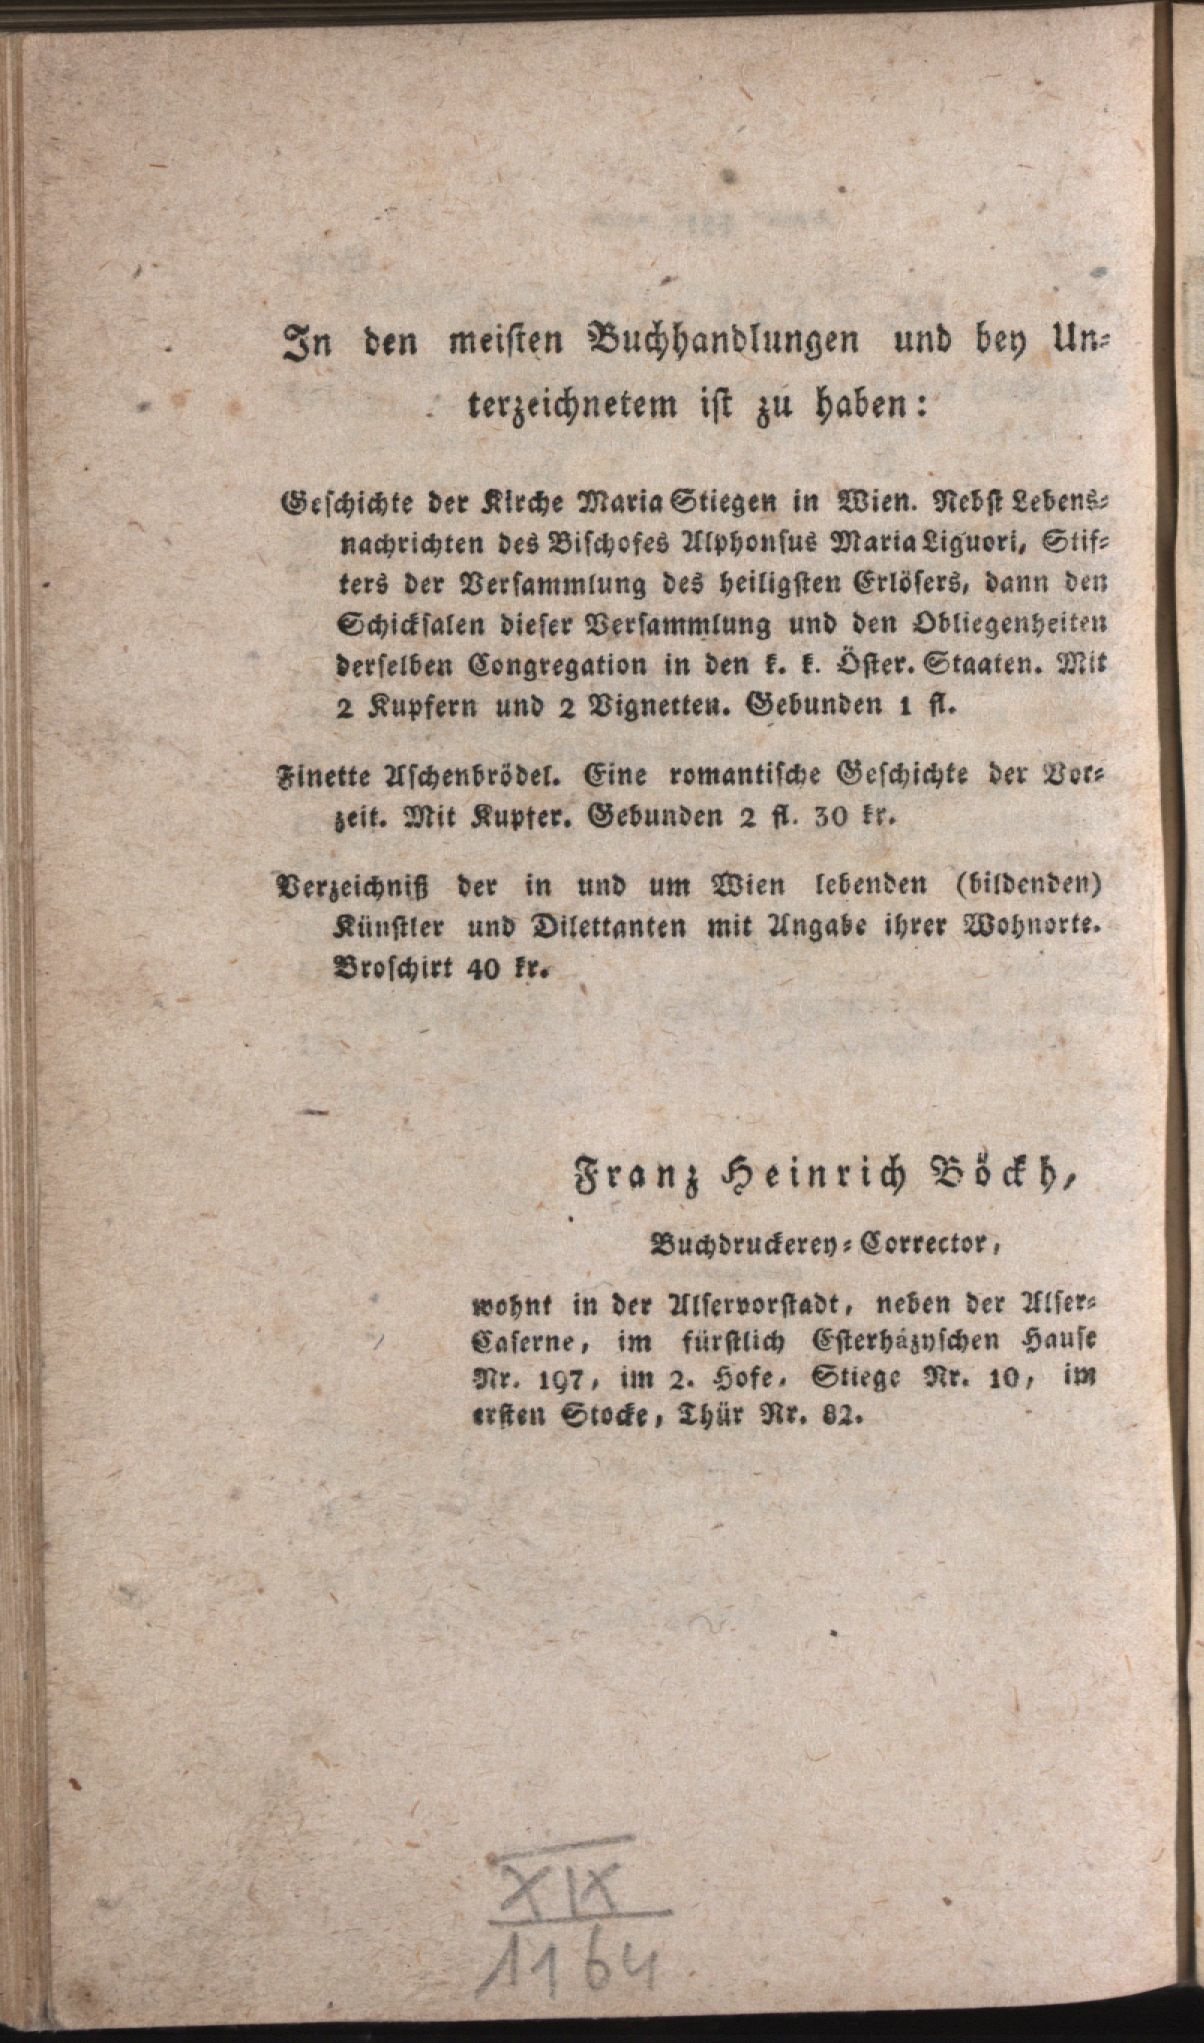 In den meisten Buchhandlungen und bey Un-
terzeichnetem ist zu haben:
Geschichte der Kirche Maria Stiegen in Wien. Nebst Lebens-
nachrichten des Bischofes Alphonsus Maria Liguori, Stif-
ters der Versammlung des heiligsten Erlösers, dann den
Schicksalen dieser Versammlung und den Obliegenheiten
derselben Congregation in den k. k. Öster. Staaten. Mit
2 Kupfern und 2 Vignetten. Gebunden 1 fl.
Finette Aschenbrödel. Eine romantische Geschichte der Vor-
zeit. Mit Kupfer. Gebunden 2 fl. 30 kr.
Verzeichniß der in und um Wien lebenden (bildenden)
Künstler und Dilettanten mit Angabe ihrer Wohnorte.
Broschirt 40 kr.
Franz Heinrich Böckh,
Buchdruckerey-Corrector,
wohnt in der Alservorstadt, neben der Alser-
Caserne, im fürstlich Esterházyschen Hause
Nr. 197, im 2. Hofe, Stiege Nr. 10, im
ersten Stocke, Thür Nr. 82.
XIX
1164